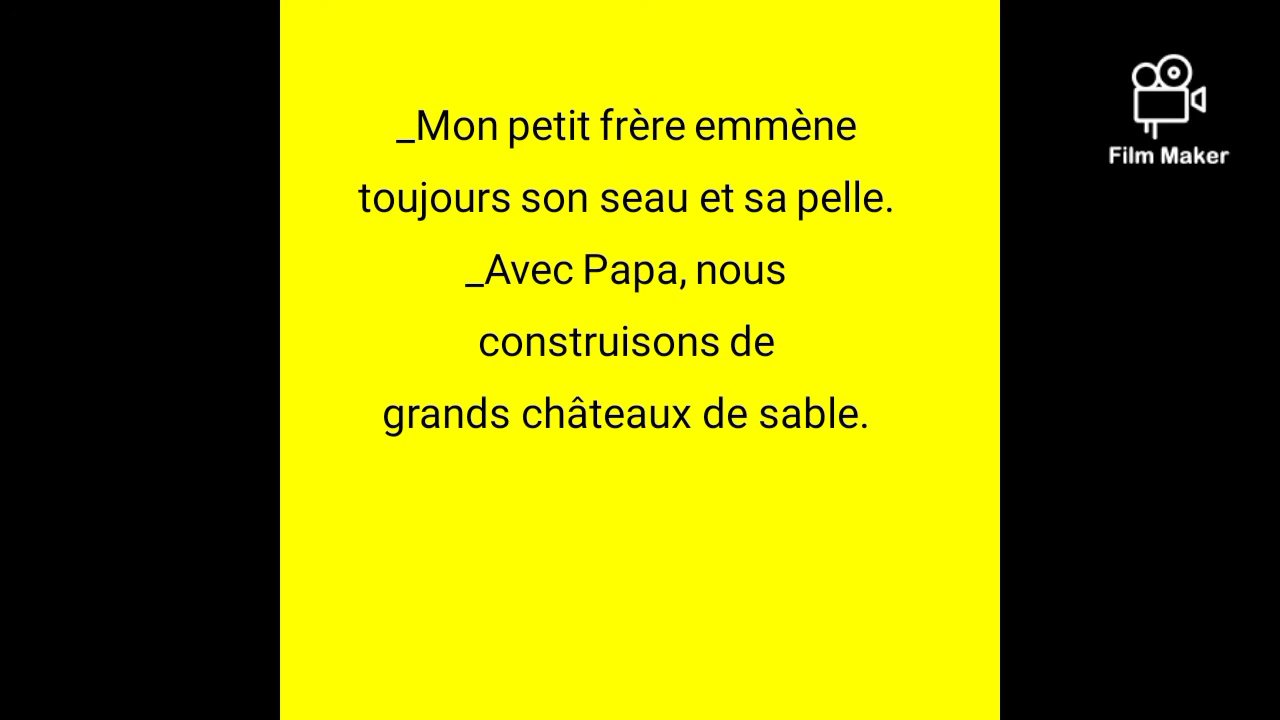 _Mon petit frère emmène
toujours son seau et sa pelle.
_Avec Papa, nous
construisons de
grands châteaux de sable.
Film Maker